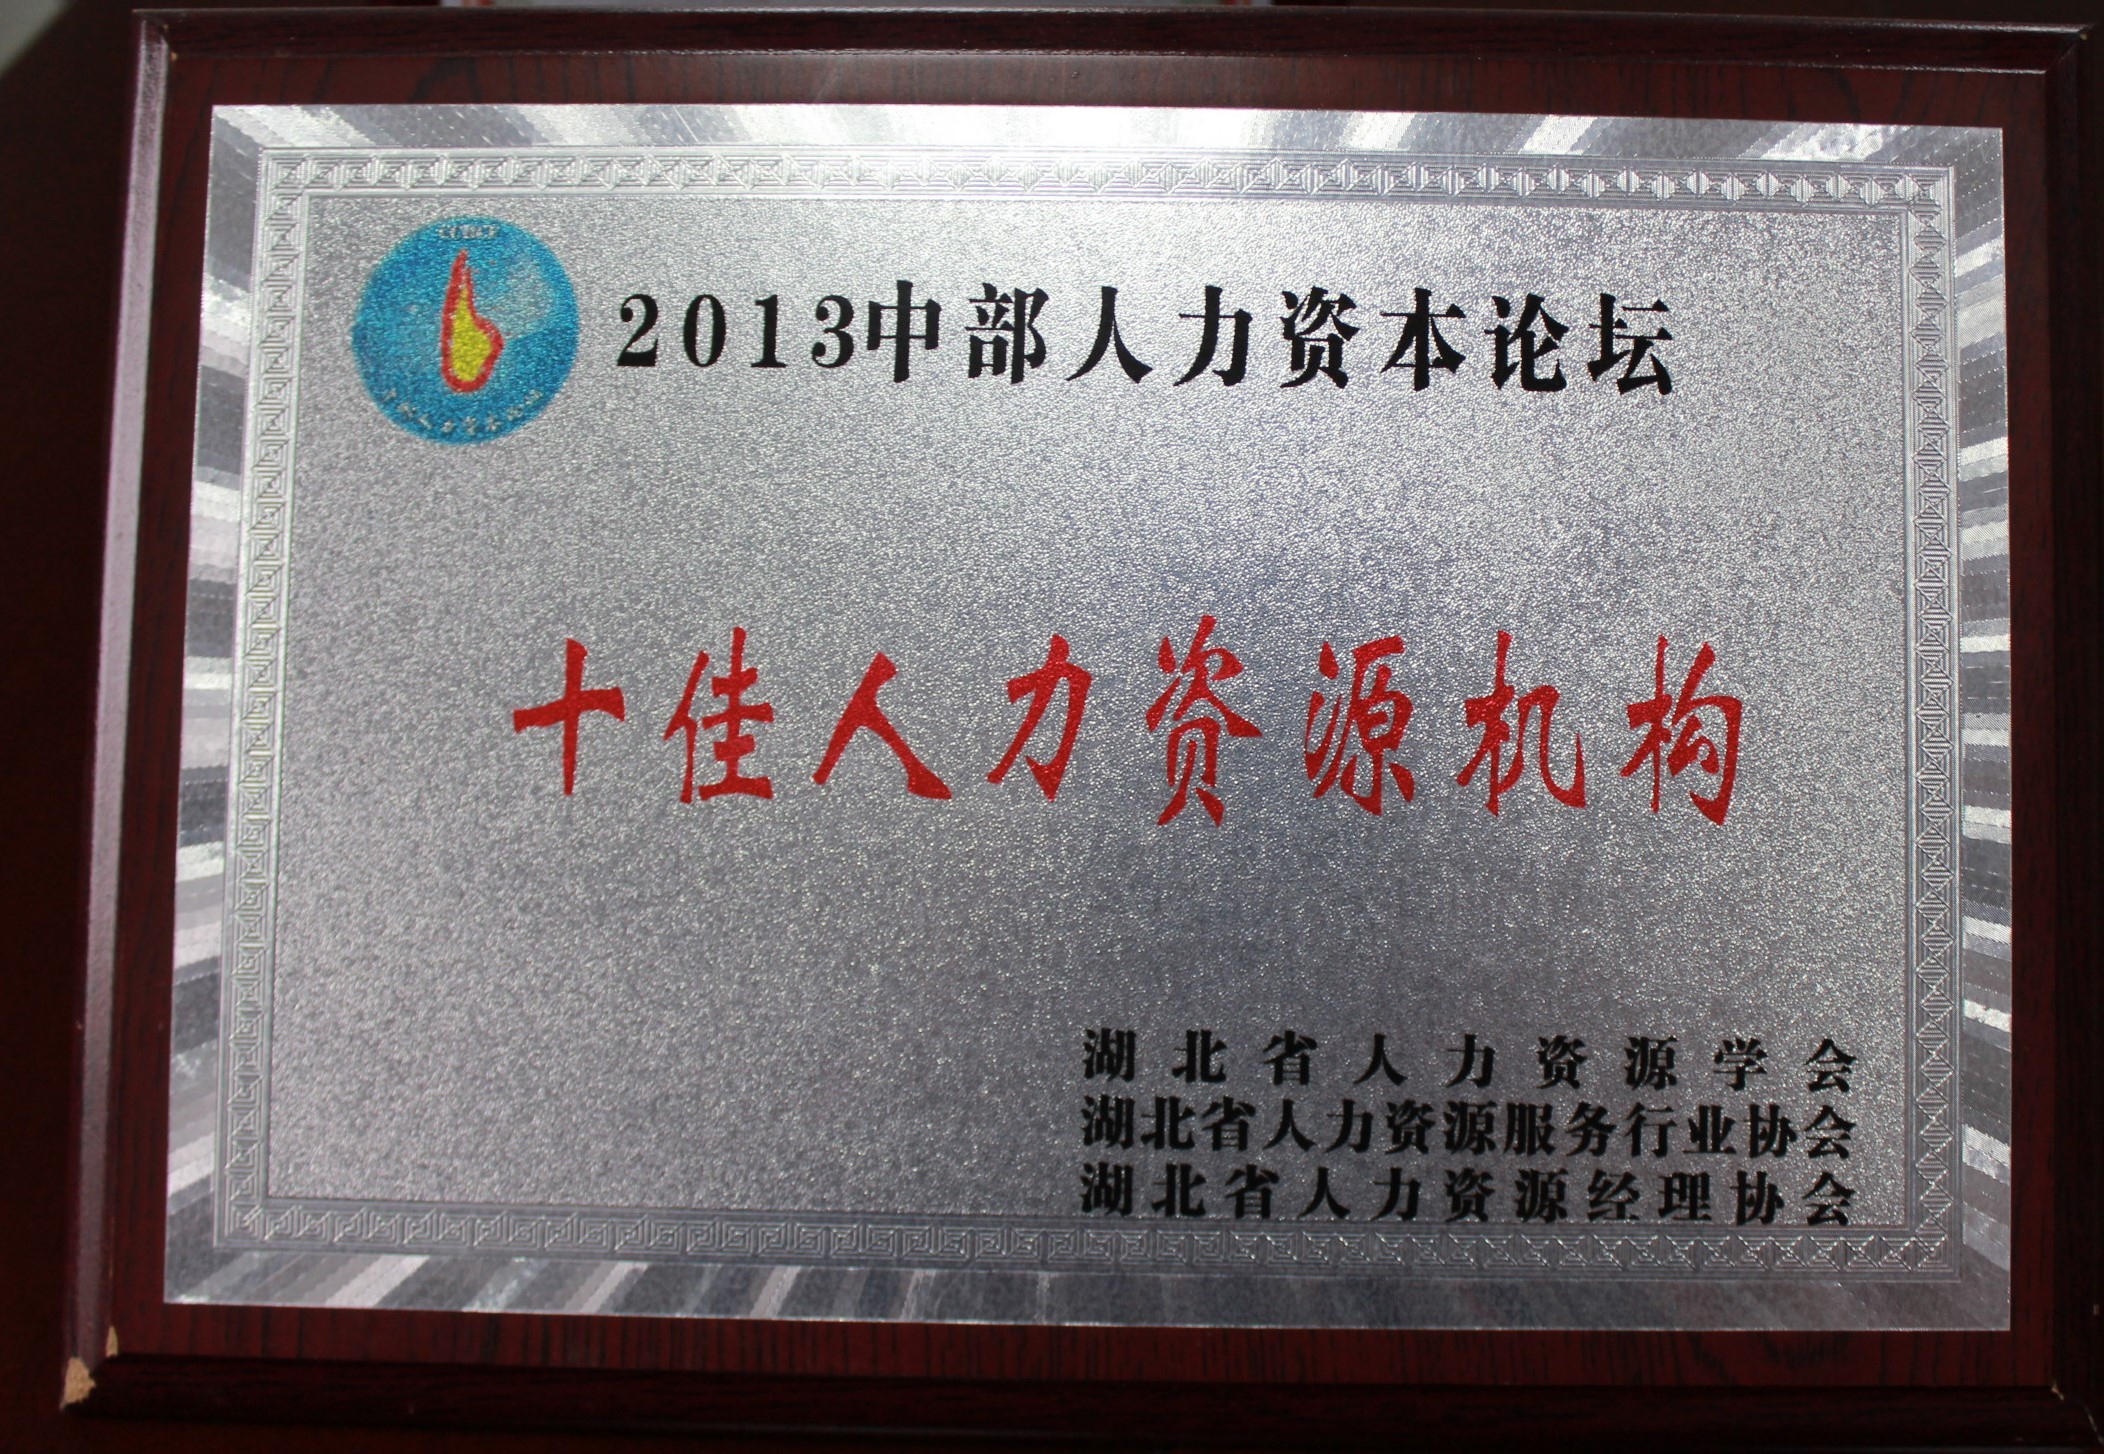 2013中部人力资本论坛
十佳人力资源机构
湖北省人力资源学会
湖北省人力资源服务行业协会
湖北省人力资源经理协会